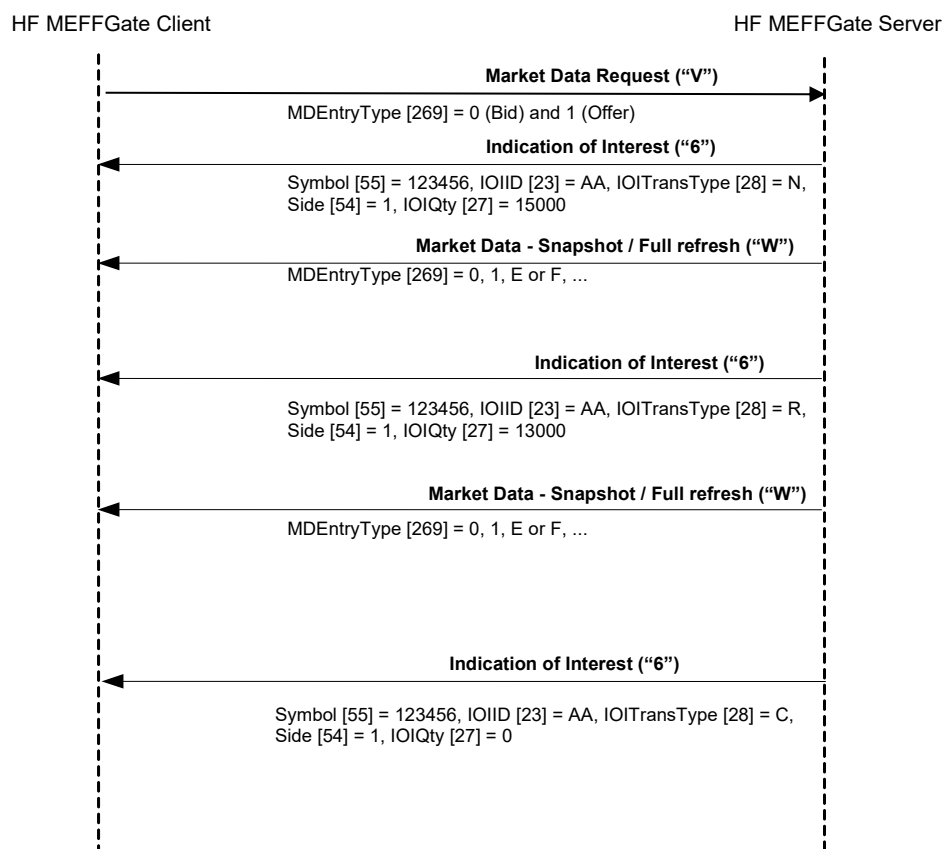 HF MEFFGate Client
HF MEFFGate Server
Market Data Request (“V”)
MDEntryType [269] = 0 (Bid) and 1 (Offer)
Indication of Interest (“6”)
Symbol [55] = 123456, IOIID [23] = AA, IOITransType [28] = N,
Side [54] = 1, IOIQty [27] = 15000
Market Data - Snapshot / Full refresh (“W”)
MDEntryType [269] = 0, 1, E or F, ...
Indication of Interest (“6”)
Symbol [55] = 123456, IOIID [23] = AA, IOITransType [28] = R,
Side [54] = 1, IOIQty [27] = 13000
Market Data - Snapshot / Full refresh (“W”)
MDEntryType [269] = 0, 1, E or F, ...
Indication of Interest (“6”)
Symbol [55] = 123456, IOIID [23] = AA, IOITransType [28] = C,
Side [54] = 1, IOIQty [27] = 0